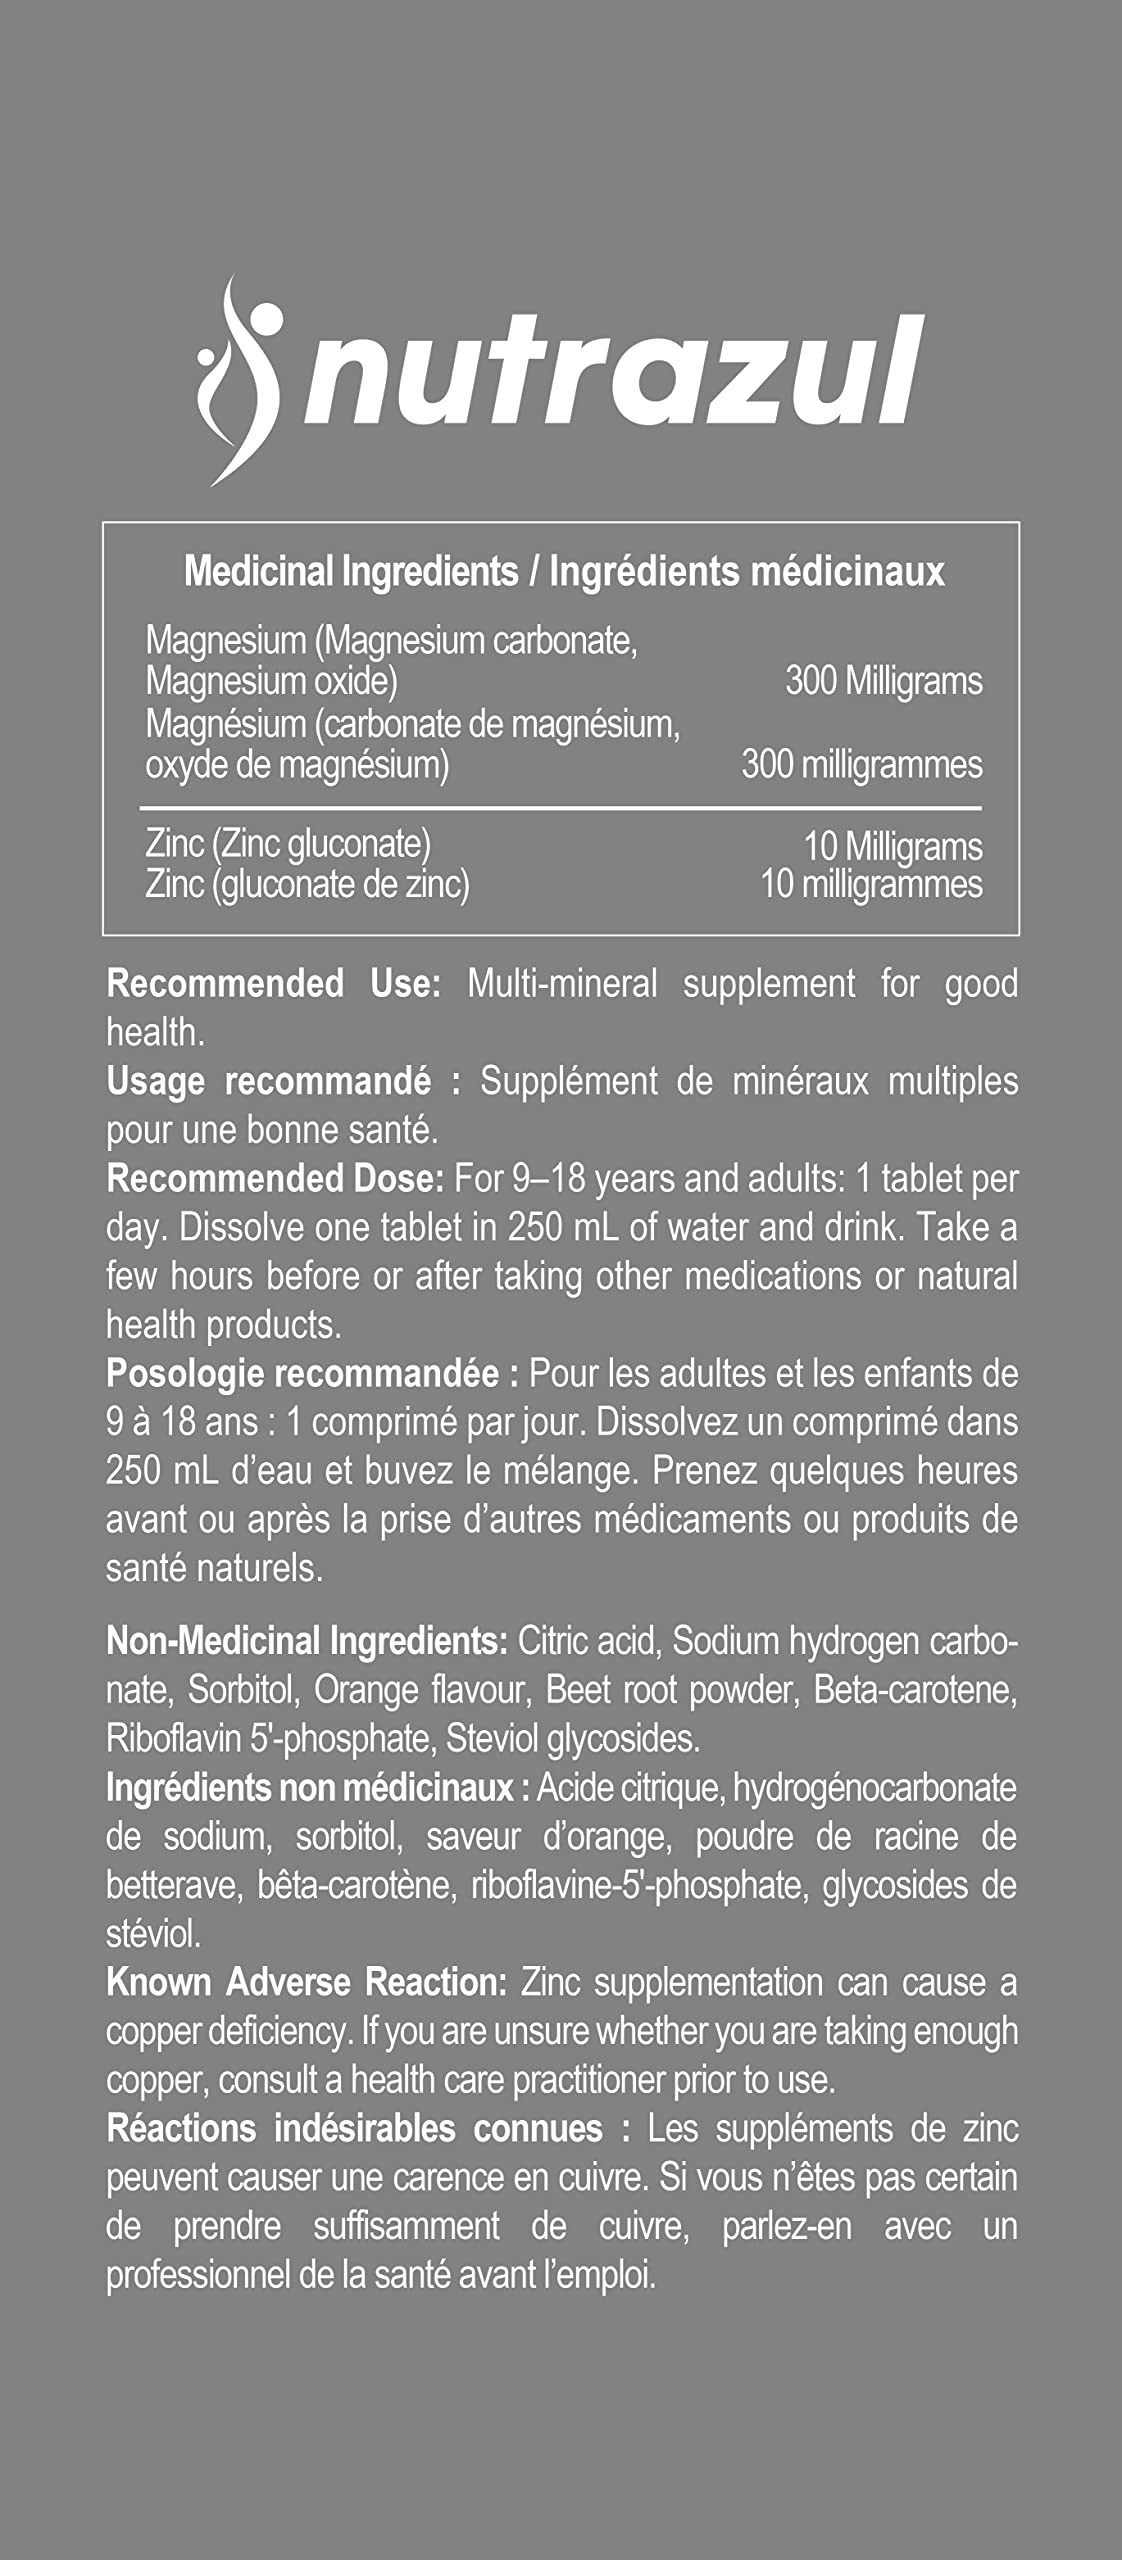 nutrazul
Medicinal Ingredients / Ingrédients médicinaux
Magnesium (Magnesium carbonate,
Magnesium oxide) 300 Milligrams
Magnésium (carbonate de magnésium,
oxyde de magnésium) 300 milligrammes
Zinc (Zinc gluconate) 10 Milligrams
Zinc (gluconate de zinc) 10 milligrammes
Recommended Use: Multi-mineral supplement for good
health.
Usage recommandé : Supplément de minéraux multiples
pour une bonne santé.
Recommended Dose: For 9–18 years and adults: 1 tablet per
day. Dissolve one tablet in 250 mL of water and drink. Take a
few hours before or after taking other medications or natural
health products.
Posologie recommandée : Pour les adultes et les enfants de
9 à 18 ans : 1 comprimé par jour. Dissolvez un comprimé dans
250 mL d’eau et buvez le mélange. Prenez quelques heures
avant ou après la prise d’autres médicaments ou produits de
santé naturels.
Non-Medicinal Ingredients: Citric acid, Sodium hydrogen carbo-
nate, Sorbitol, Orange flavour, Beet root powder, Beta-carotene,
Riboflavin 5'-phosphate, Steviol glycosides.
Ingrédients non médicinaux : Acide citrique, hydrogénocarbonate
de sodium, sorbitol, saveur d’orange, poudre de racine de
betterave, bêta-carotène, riboflavine-5'-phosphate, glycosides de
stéviol.
Known Adverse Reaction: Zinc supplementation can cause a
copper deficiency. If you are unsure whether you are taking enough
copper, consult a health care practitioner prior to use.
Réactions indésirables connues : Les suppléments de zinc
peuvent causer une carence en cuivre. Si vous n’êtes pas certain
de prendre suffisamment de cuivre, parlez-en avec un
professionnel de la santé avant l’emploi.